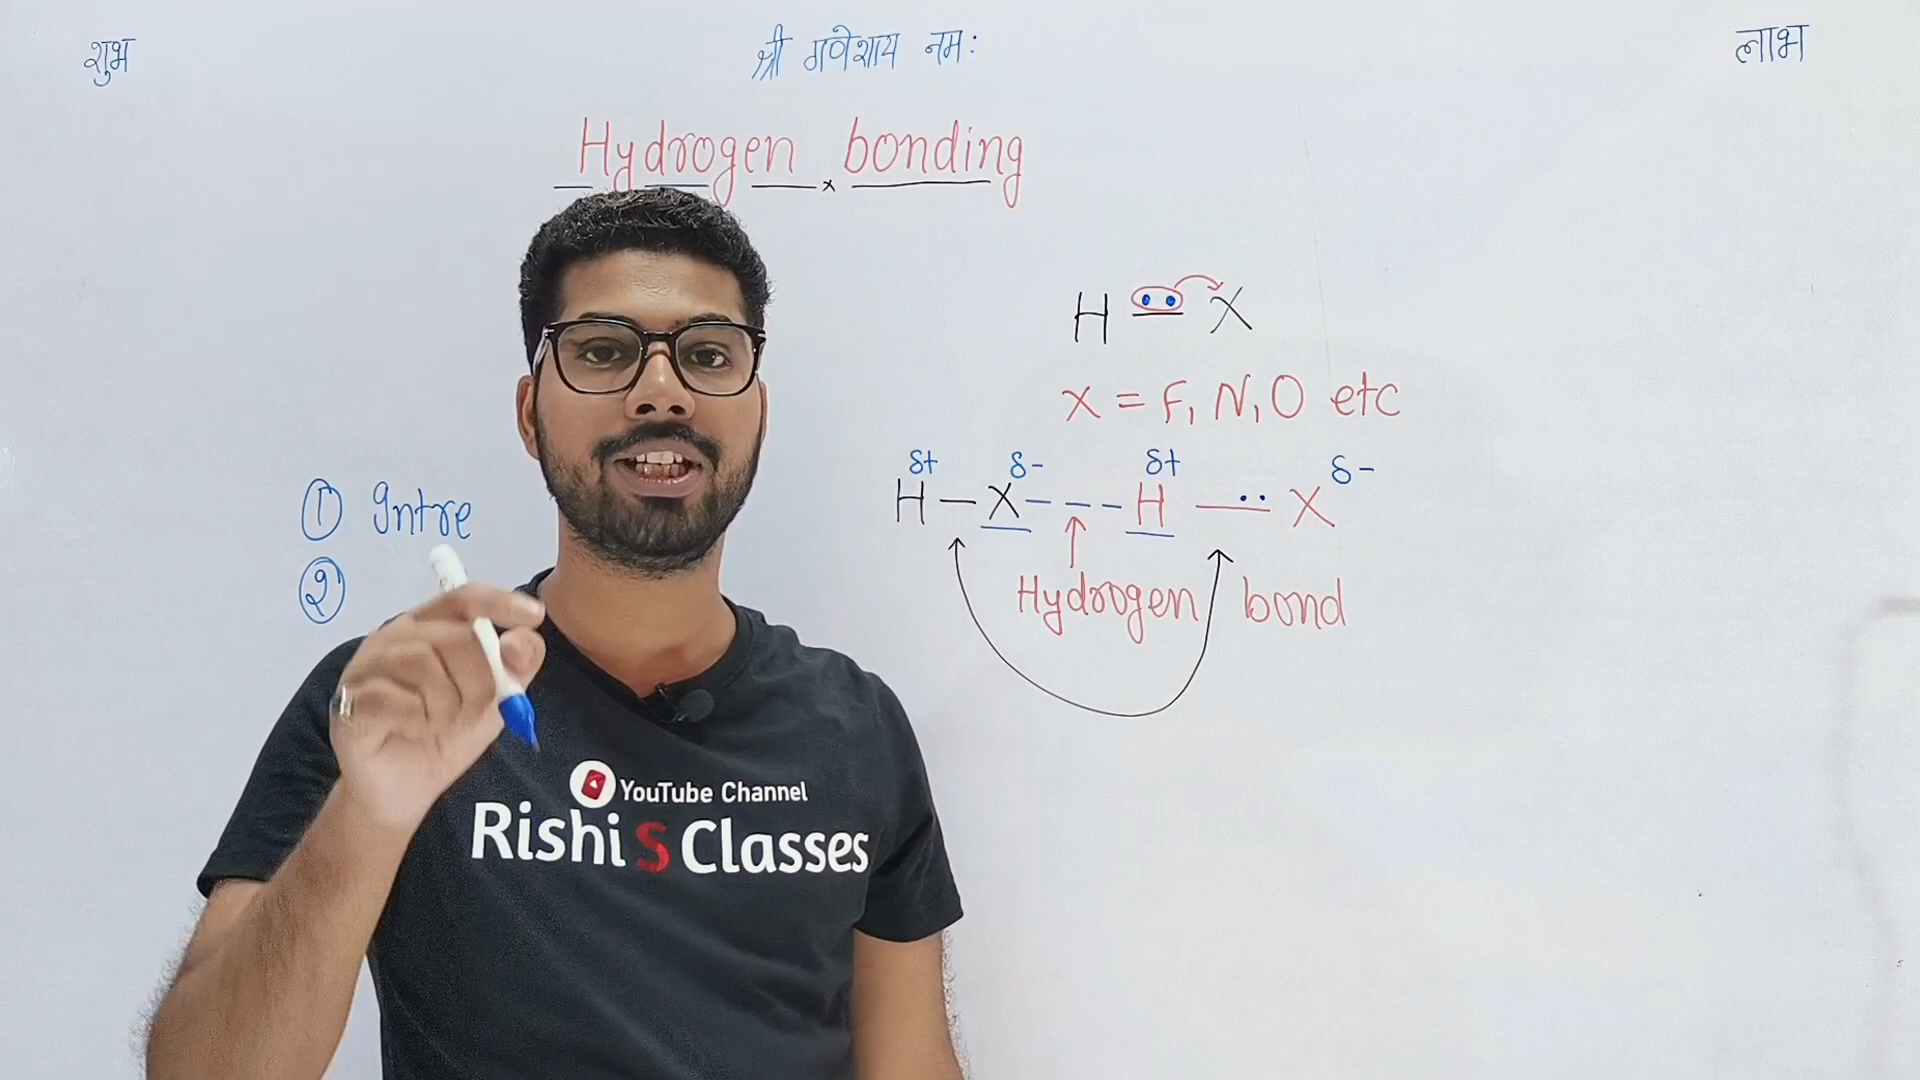 शुभ
श्री गणेशाय नमः
लाभ
Hydrogen bonding
H •• X
X = F, N, O etc
δ+ δ- δ+ δ-
H — X - - - H — •• X
Hydrogen bond
① Intre
②
YouTube Channel
Rishi S Classes